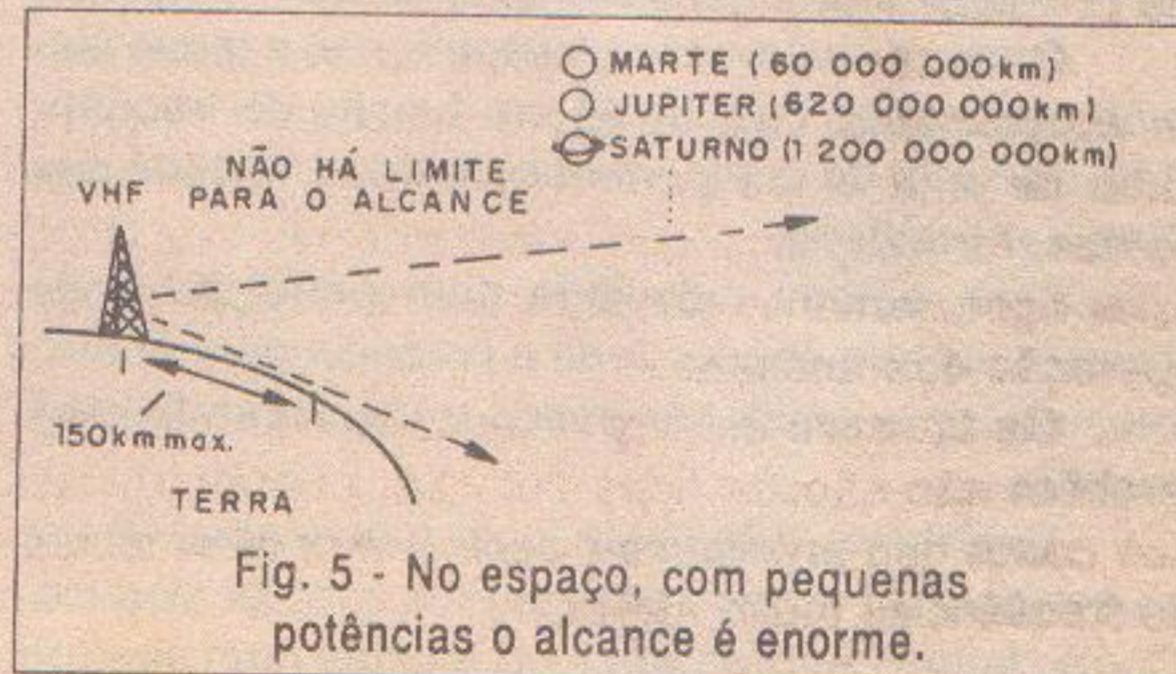 MARTE (60 000 000km)
JUPITER (620 000 000km)
SATURNO (1 200 000 000km)
NÃO HÁ LIMITE
VHF PARA O ALCANCE
150km max.
TERRA
Fig. 5 - No espaço, com pequenas
potências o alcance é enorme.